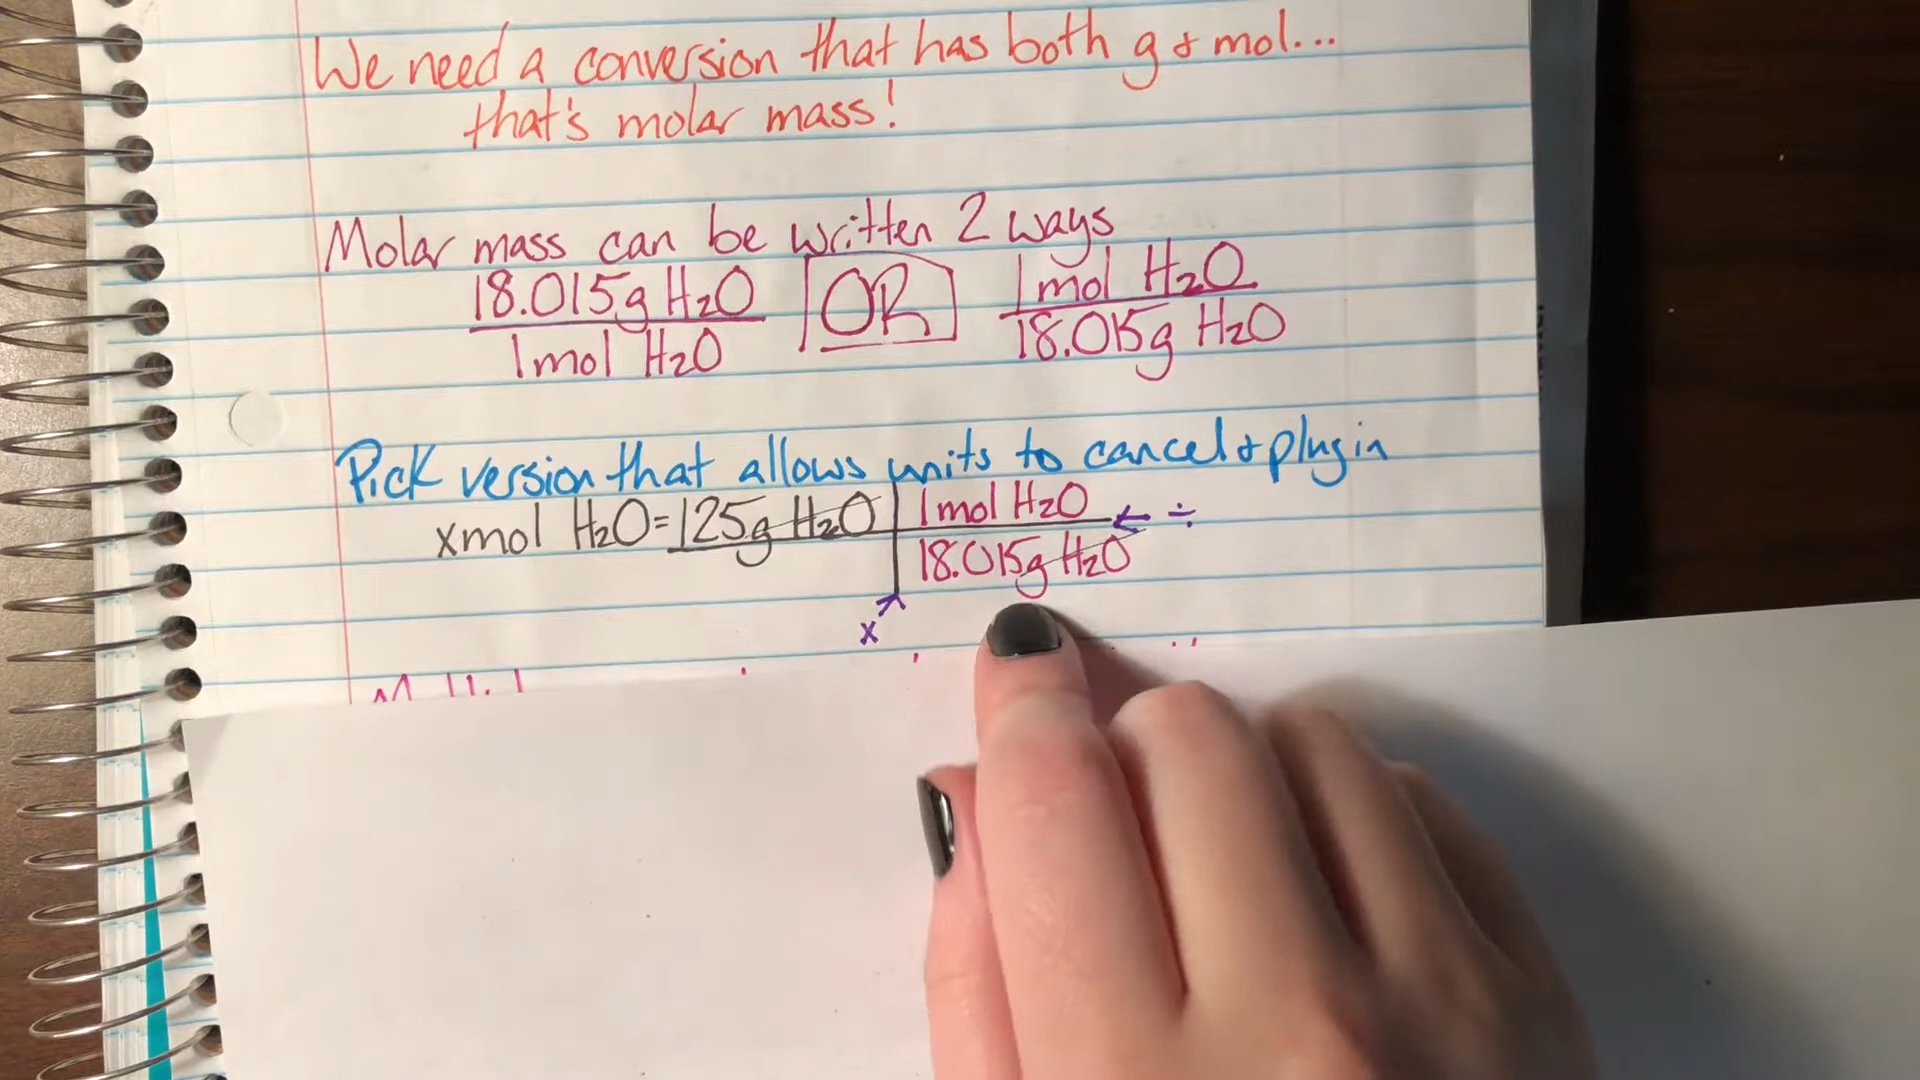 We need a conversion that has both g & mol...
that's molar mass!
Molar mass can be written 2 ways
18.015g H₂O OR 1mol H₂O
1mol H₂O 18.015g H₂O
Pick version that allows units to cancel & plug in
xmol H₂O = 125g H₂O 1mol H₂O ← ÷
18.015g H₂O
x